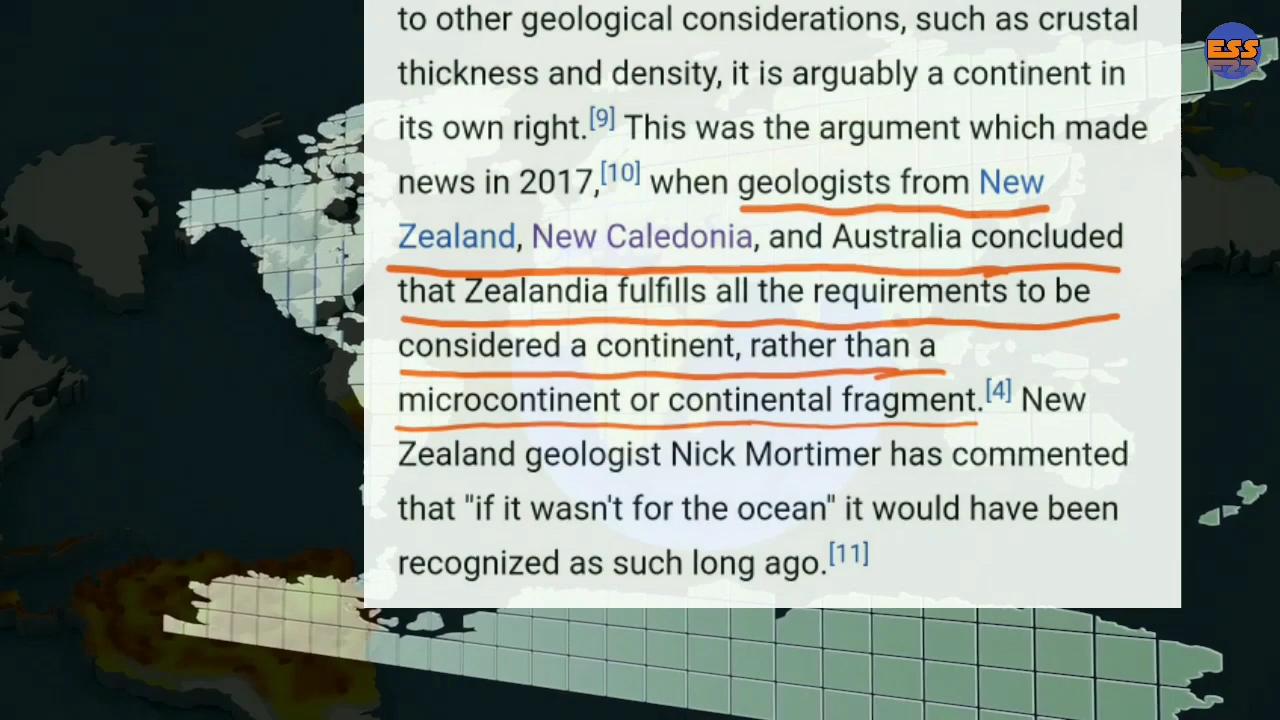 to other geological considerations, such as crustal
thickness and density, it is arguably a continent in
its own right.[9] This was the argument which made
news in 2017,[10] when geologists from New
Zealand, New Caledonia, and Australia concluded
that Zealandia fulfills all the requirements to be
considered a continent, rather than a
microcontinent or continental fragment.[4] New
Zealand geologist Nick Mortimer has commented
that "if it wasn't for the ocean" it would have been
recognized as such long ago.[11]
ESS